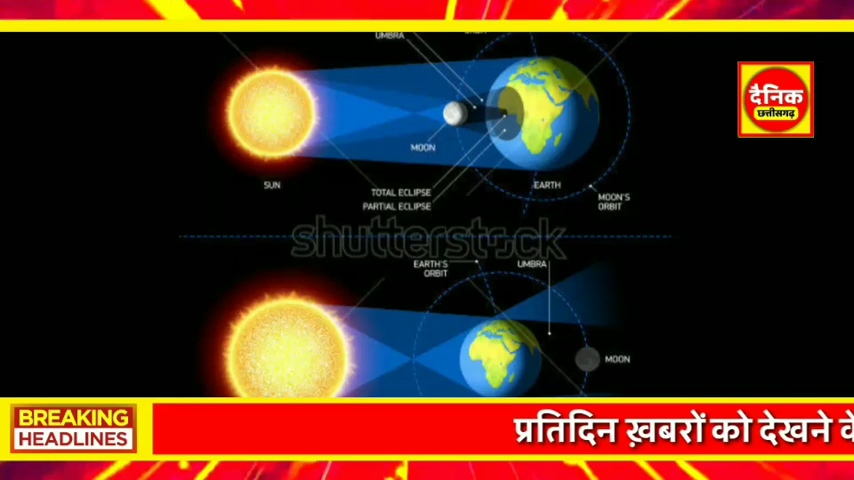 UMBRA
दैनिक
छत्तीसगढ़
MOON
SUN
EARTH
TOTAL ECLIPSE
PARTIAL ECLIPSE
MOON'S
ORBIT
shutterstock
EARTH'S
ORBIT
UMBRA
MOON
BREAKING
HEADLINES
प्रतिदिन ख़बरों को देखने के